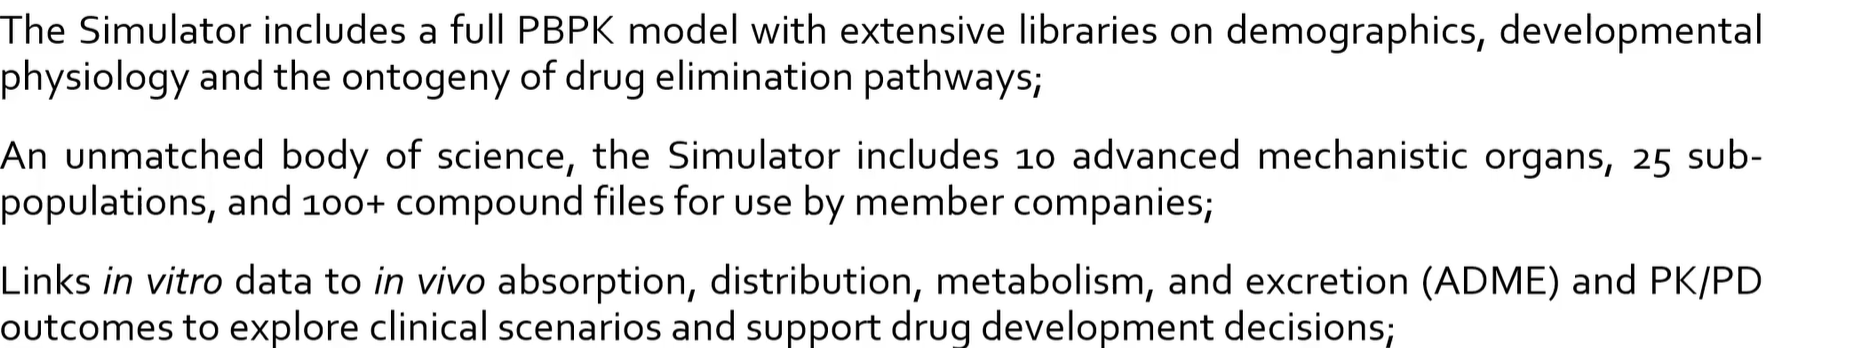 The Simulator includes a full PBPK model with extensive libraries on demographics, developmental
physiology and the ontogeny of drug elimination pathways;
An unmatched body of science, the Simulator includes 10 advanced mechanistic organs, 25 sub-
populations, and 100+ compound files for use by member companies;
Links in vitro data to in vivo absorption, distribution, metabolism, and excretion (ADME) and PK/PD
outcomes to explore clinical scenarios and support drug development decisions;